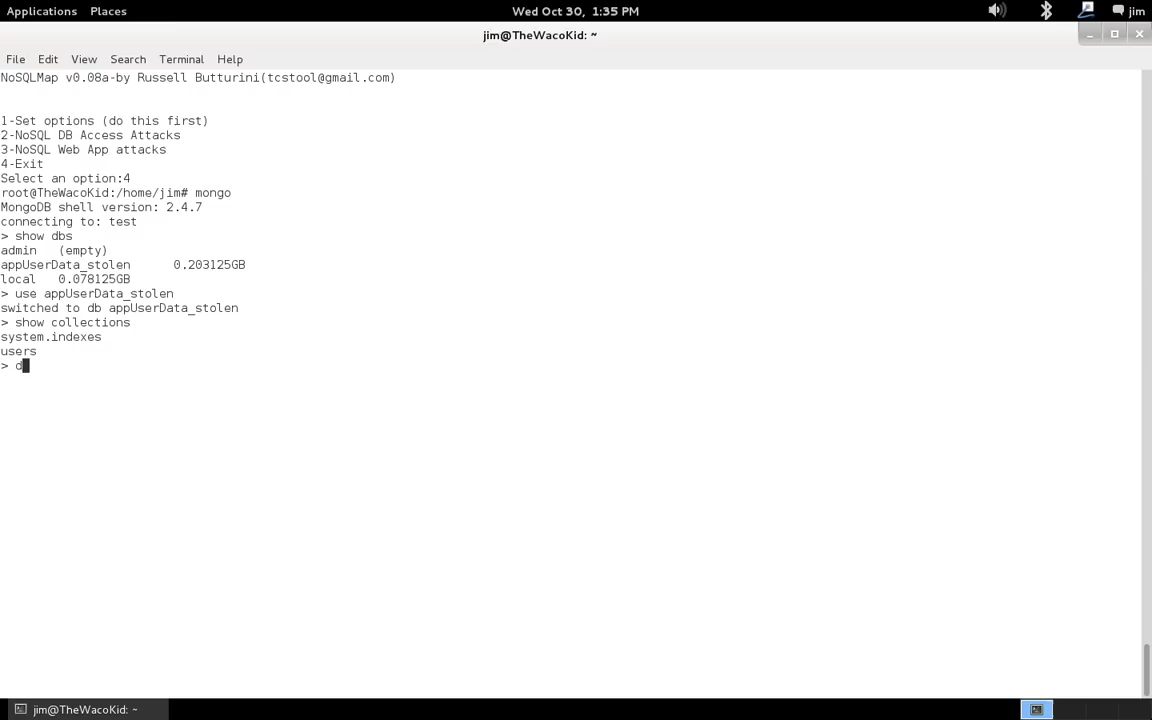 Applications Places Wed Oct 30, 1:35 PM jim
jim@TheWacoKid: ~
File Edit View Search Terminal Help
NoSQLMap v0.08a-by Russell Butturini(tcstool@gmail.com)
1-Set options (do this first)
2-NoSQL DB Access Attacks
3-NoSQL Web App attacks
4-Exit
Select an option:4
root@TheWacoKid:/home/jim# mongo
MongoDB shell version: 2.4.7
connecting to: test
> show dbs
admin (empty)
appUserData_stolen 0.203125GB
local 0.078125GB
> use appUserData_stolen
switched to db appUserData_stolen
> show collections
system.indexes
users
> d
jim@TheWacoKid: ~